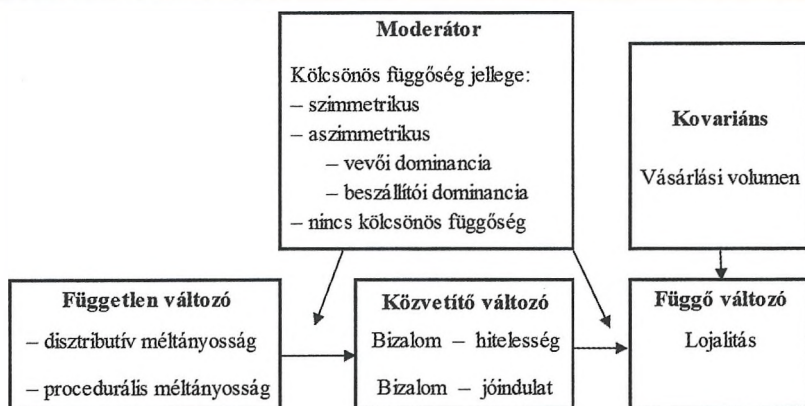 Moderátor
Kölcsönös függőség jellege:
– szimmetrikus
– aszimmetrikus
– vevői dominancia
– beszállítói dominancia
– nincs kölcsönös függőség
Kovariáns
Vásárlási volumen
Független változó
– disztributív méltányosság
– procedurális méltányosság
Közvetítő változó
Bizalom – hitelesség
Bizalom – jóindulat
Függő változó
Lojalitás